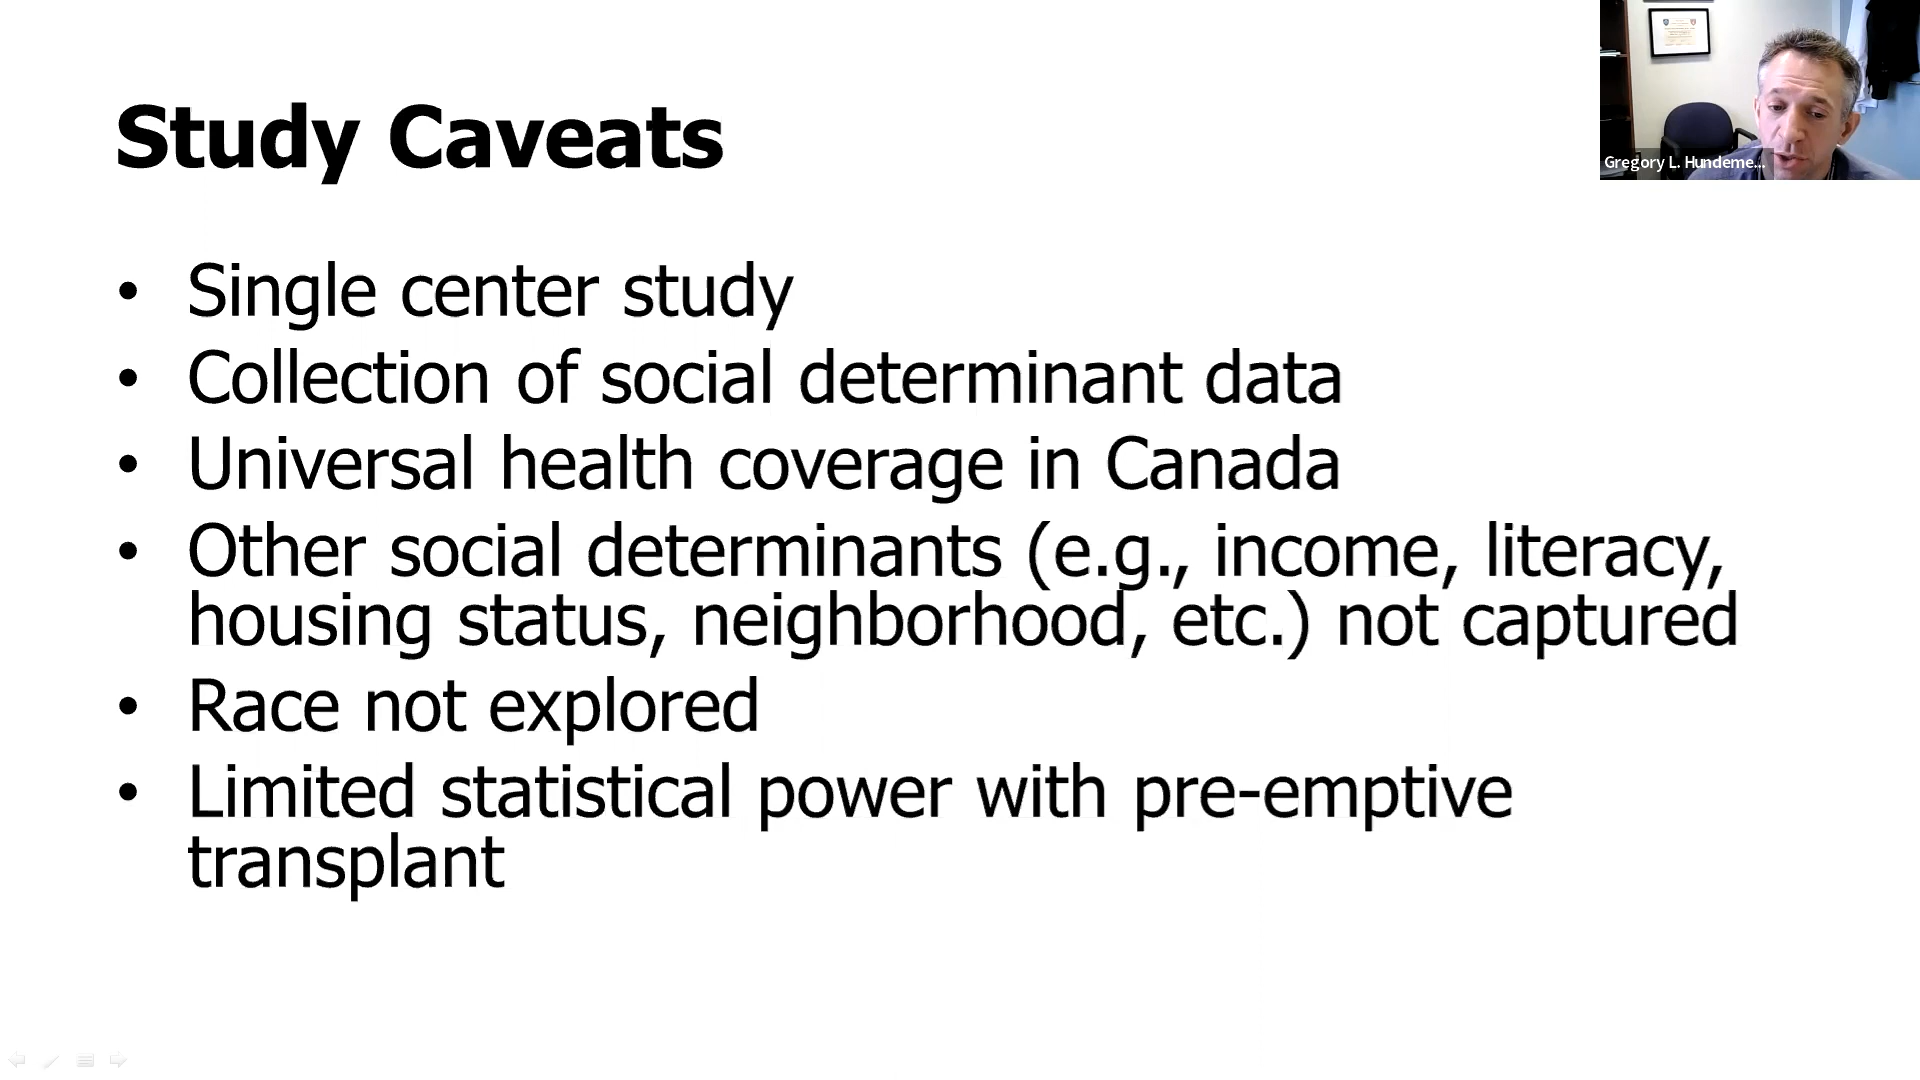 Study Caveats
Gregory L. Hundeme...
• Single center study
• Collection of social determinant data
• Universal health coverage in Canada
• Other social determinants (e.g., income, literacy,
housing status, neighborhood, etc.) not captured
• Race not explored
• Limited statistical power with pre-emptive
transplant